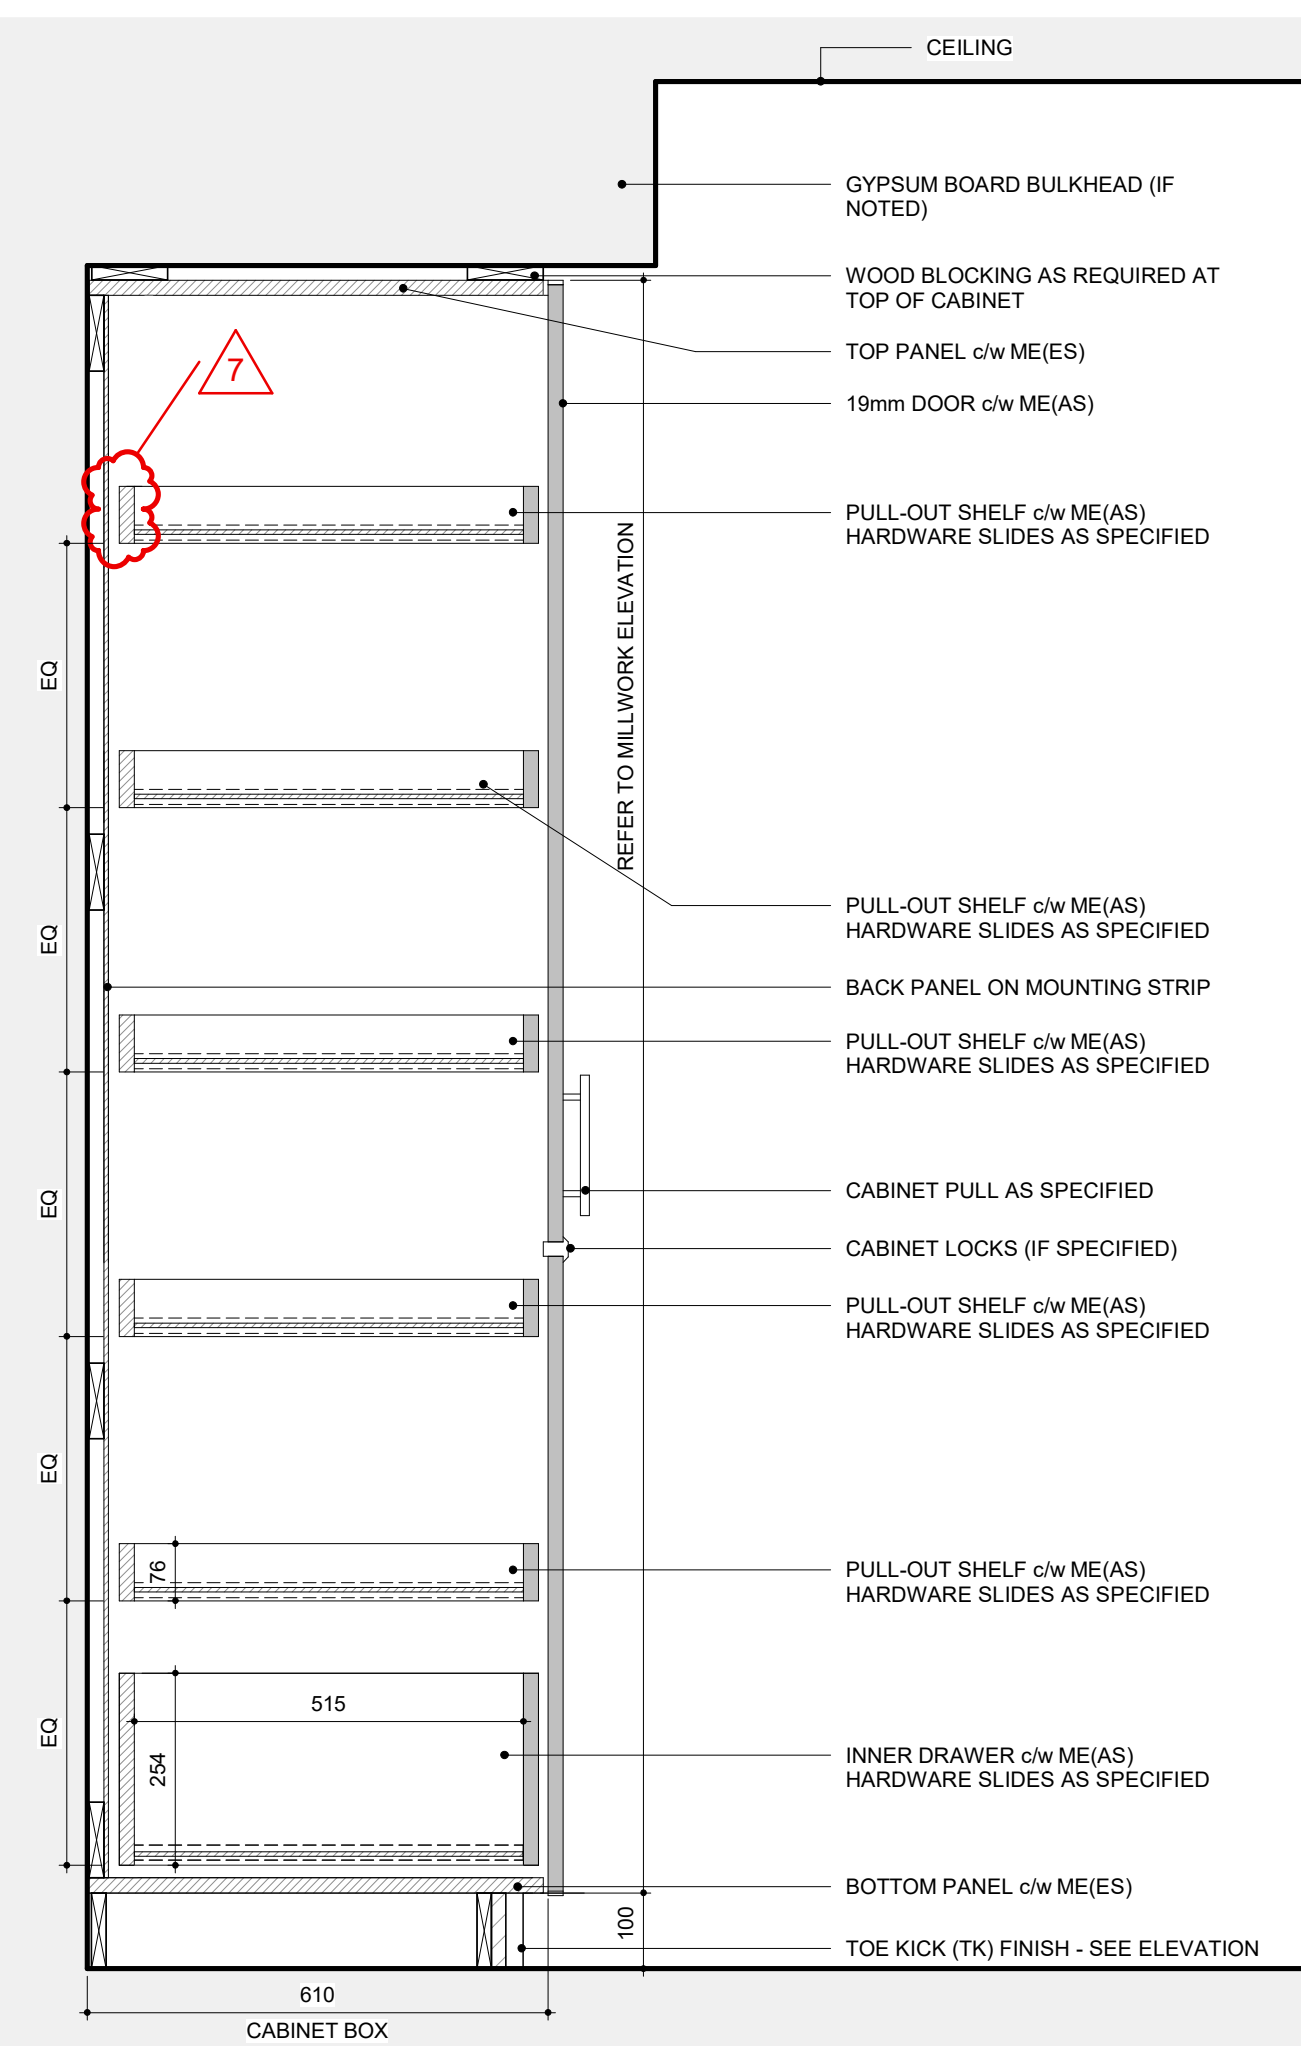 CEILING
GYPSUM BOARD BULKHEAD (IF
NOTED)
WOOD BLOCKING AS REQUIRED AT
TOP OF CABINET
TOP PANEL c/w ME(ES)
7
19mm DOOR c/w ME(AS)
PULL-OUT SHELF c/w ME(AS)
HARDWARE SLIDES AS SPECIFIED
REFER TO MILLWORK ELEVATION
EQ
PULL-OUT SHELF c/w ME(AS)
HARDWARE SLIDES AS SPECIFIED
EQ
BACK PANEL ON MOUNTING STRIP
PULL-OUT SHELF c/w ME(AS)
HARDWARE SLIDES AS SPECIFIED
CABINET PULL AS SPECIFIED
EQ
CABINET LOCKS (IF SPECIFIED)
PULL-OUT SHELF c/w ME(AS)
HARDWARE SLIDES AS SPECIFIED
EQ
76
PULL-OUT SHELF c/w ME(AS)
HARDWARE SLIDES AS SPECIFIED
515
EQ
254
INNER DRAWER c/w ME(AS)
HARDWARE SLIDES AS SPECIFIED
BOTTOM PANEL c/w ME(ES)
100
TOE KICK (TK) FINISH - SEE ELEVATION
610
CABINET BOX